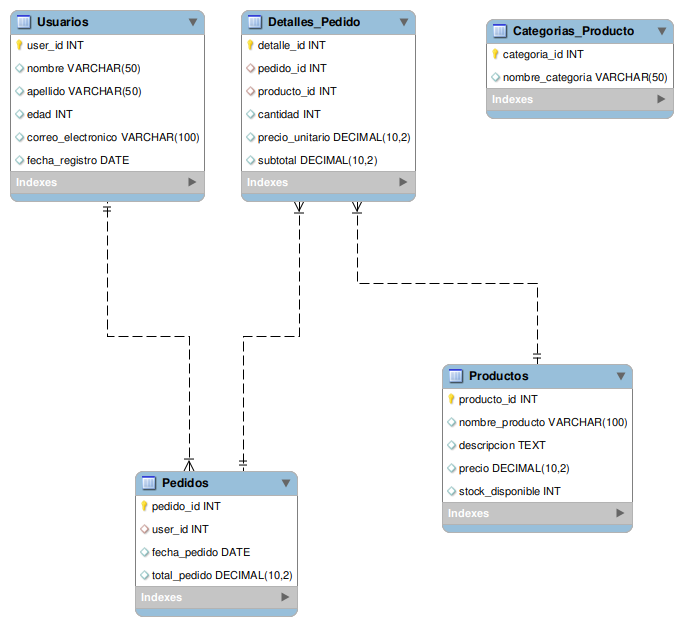 Usuarios
user_id INT
nombre VARCHAR(50)
apellido VARCHAR(50)
edad INT
correo_electronico VARCHAR(100)
fecha_registro DATE
Indexes
Detalles_Pedido
detalle_id INT
pedido_id INT
producto_id INT
cantidad INT
precio_unitario DECIMAL(10,2)
subtotal DECIMAL(10,2)
Indexes
Categorias_Producto
categoria_id INT
nombre_categoria VARCHAR(50)
Indexes
Productos
producto_id INT
nombre_producto VARCHAR(100)
descripcion TEXT
precio DECIMAL(10,2)
stock_disponible INT
Indexes
Pedidos
pedido_id INT
user_id INT
fecha_pedido DATE
total_pedido DECIMAL(10,2)
Indexes